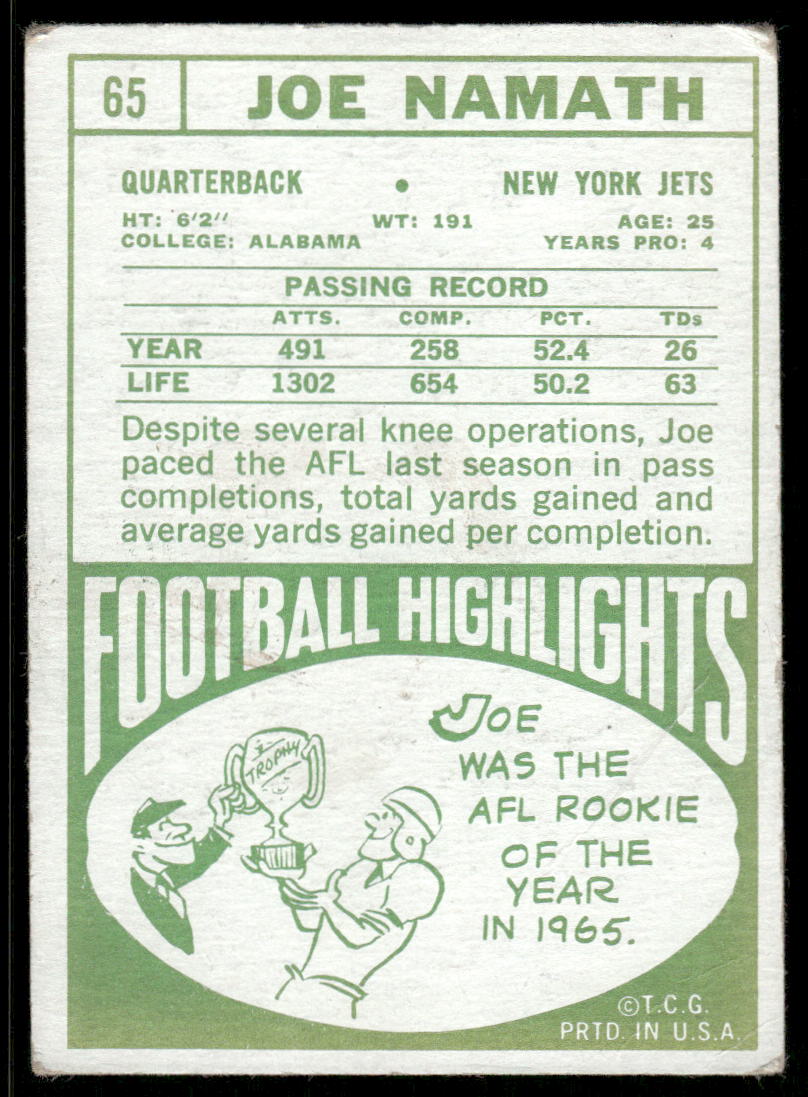 65 JOE NAMATH
QUARTERBACK • NEW YORK JETS
HT: 6'2" WT: 191 AGE: 25
COLLEGE: ALABAMA YEARS PRO: 4
PASSING RECORD
ATTS. COMP. PCT. TDs
YEAR 491 258 52.4 26
LIFE 1302 654 50.2 63
Despite several knee operations, Joe
paced the AFL last season in pass
completions, total yards gained and
average yards gained per completion.
FOOTBALL HIGHLIGHTS
TROPHY
JOE
WAS THE
AFL ROOKIE
OF THE
YEAR
IN 1965.
©T.C.G.
PRTD. IN U.S.A.